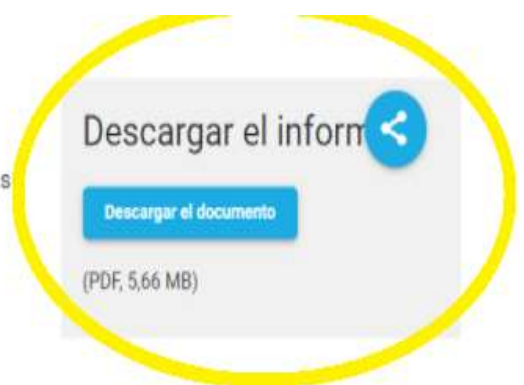 Descargar el inform
s
Descargar el documento
(PDF, 5,66 MB)